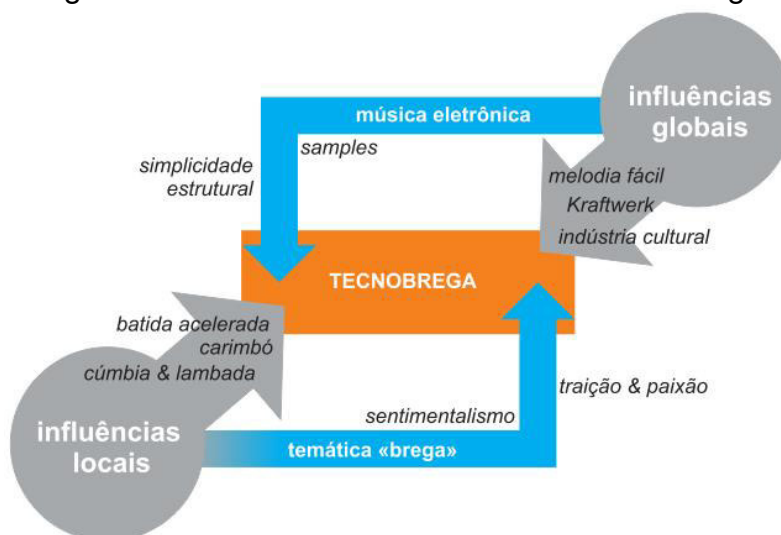 influências
globais
música eletrônica
samples
simplicidade
estrutural
melodia fácil
Kraftwerk
indústria cultural
TECNOBREGA
batida acelerada
carimbó
cúmbia & lambada
traição & paixão
sentimentalismo
influências
locais
temática «brega»